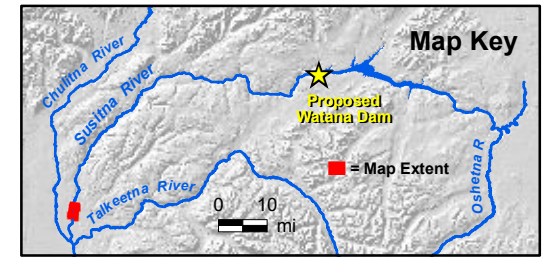 Map Key
Chulitna River
Susitna River
Proposed
Watana Dam
Talkeetna River
Oshetna R
= Map Extent
0 10
mi